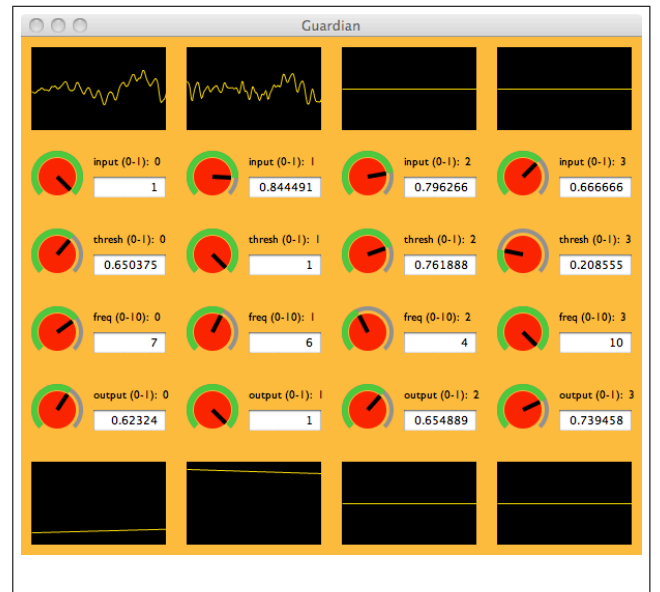 Guardian
input (0-1): 0
1
input (0-1): 1
0.844491
input (0-1): 2
0.796266
input (0-1): 3
0.666666
thresh (0-1): 0
0.650375
thresh (0-1): 1
1
thresh (0-1): 2
0.761888
thresh (0-1): 3
0.208555
freq (0-10): 0
7
freq (0-10): 1
6
freq (0-10): 2
4
freq (0-10): 3
10
output (0-1): 0
0.62324
output (0-1): 1
1
output (0-1): 2
0.654889
output (0-1): 3
0.739458